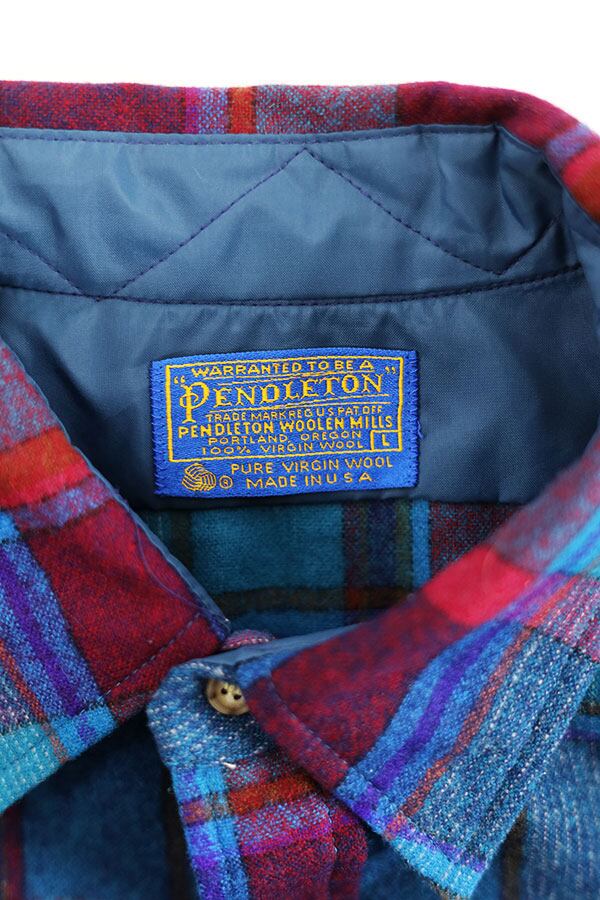 WARRANTED TO BE A
"PENDLETON"
TRADE MARK REG U.S. PAT. OFF.
PENDLETON WOOLEN MILLS
PORTLAND, OREGON
100% VIRGIN WOOL L
PURE VIRGIN WOOL
® MADE IN U S A